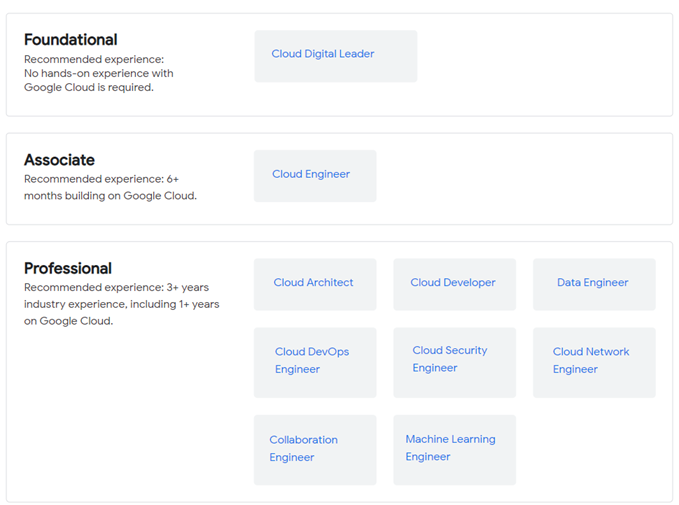 Foundational
Recommended experience:
No hands-on experience with
Google Cloud is required.
Cloud Digital Leader
Associate
Recommended experience: 6+
months building on Google Cloud.
Cloud Engineer
Professional
Recommended experience: 3+ years
industry experience, including 1+ years
on Google Cloud.
Cloud Architect
Cloud Developer
Data Engineer
Cloud DevOps
Engineer
Cloud Security
Engineer
Cloud Network
Engineer
Collaboration
Engineer
Machine Learning
Engineer